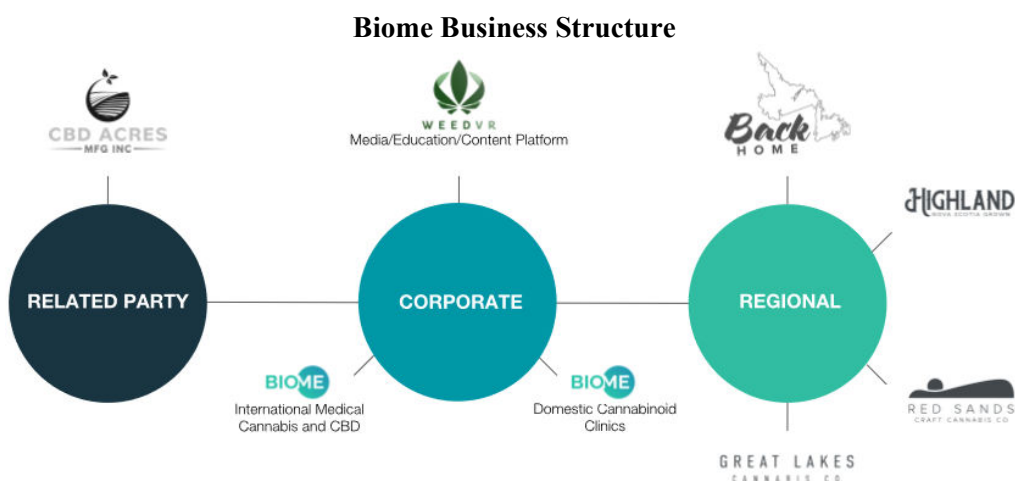 Biome Business Structure
CBD ACRES
MFG INC
WEEDVR
Media/Education/Content Platform
Back
HOME
HIGHLAND
NOVA SCOTIA GROWN
RELATED PARTY
CORPORATE
REGIONAL
BIOME
International Medical
Cannabis and CBD
BIOME
Domestic Cannabinoid
Clinics
RED SANDS
CRAFT CANNABIS CO
GREAT LAKES
CANNABIS CO